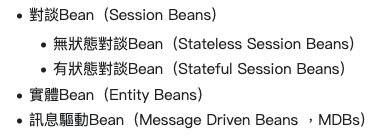 對談Bean（Session Beans）
無狀態對談Bean（Stateless Session Beans）
有狀態對談Bean（Stateful Session Beans）
實體Bean（Entity Beans）
訊息驅動Bean（Message Driven Beans ，MDBs）